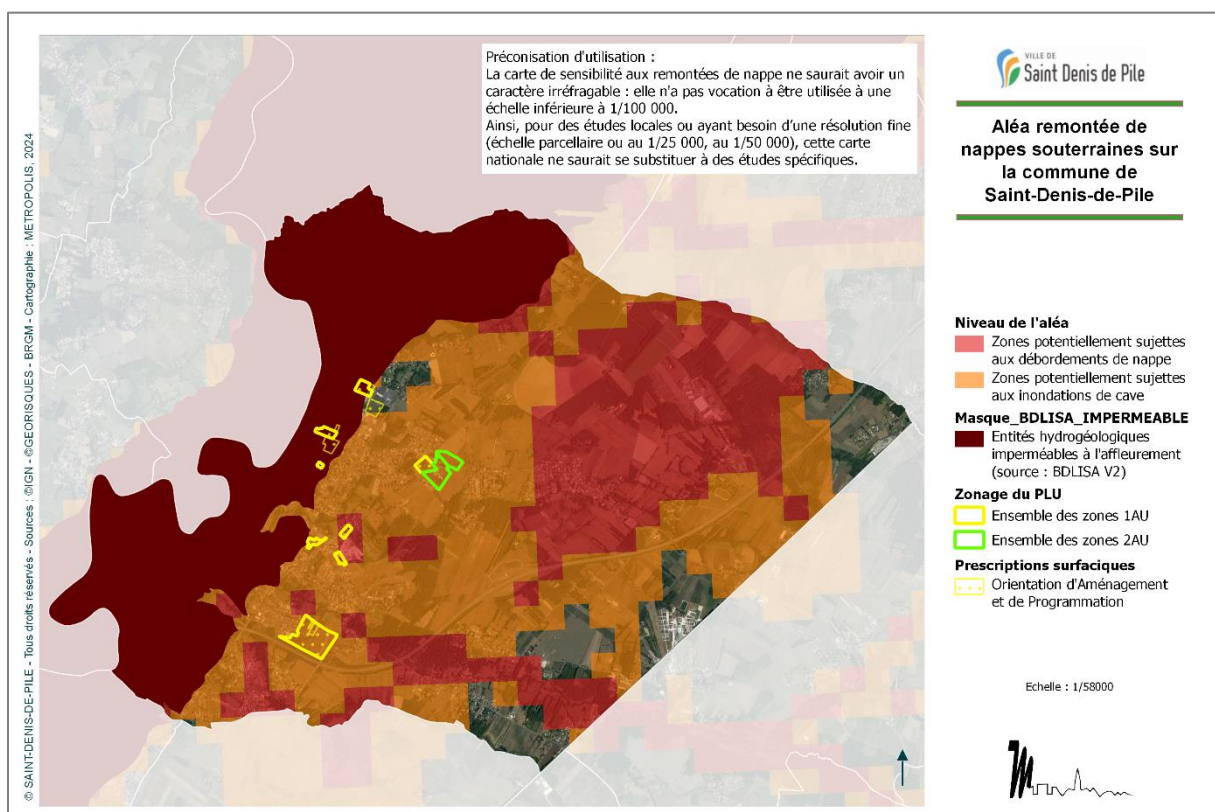 Préconisation d'utilisation :
La carte de sensibilité aux remontées de nappe ne saurait avoir un
caractère irréfragable : elle n'a pas vocation à être utilisée à une
échelle inférieure à 1/100 000.
Ainsi, pour des études locales ou ayant besoin d'une résolution fine
(échelle parcellaire ou au 1/25 000, au 1/50 000), cette carte
nationale ne saurait se substituer à des études spécifiques.
VILLE DE
Saint Denis de Pile
Aléa remontée de
nappes souterraines sur
la commune de
Saint-Denis-de-Pile
Niveau de l'aléa
Zones potentiellement sujettes
aux débordements de nappe
Zones potentiellement sujettes
aux inondations de cave
Masque_BDLISA_IMPERMEABLE
Entités hydrogéologiques
imperméables à l'affleurement
(source : BDLISA V2)
Zonage du PLU
Ensemble des zones 1AU
Ensemble des zones 2AU
Prescriptions surfaciques
Orientation d'Aménagement
et de Programmation
Echelle : 1/58000
© SAINT-DENIS-DE-PILE - Tous droits réservés - Sources : ©IGN - ©GEORISQUES - BRGM - Cartographie : METROPOLIS, 2024